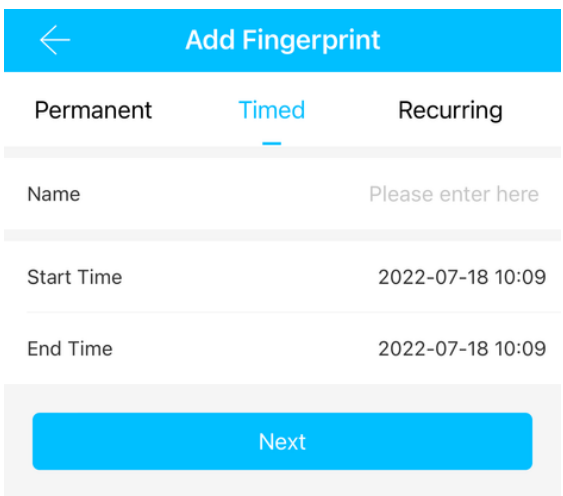 Add Fingerprint
Permanent Timed Recurring
Name Please enter here
Start Time 2022-07-18 10:09
End Time 2022-07-18 10:09
Next